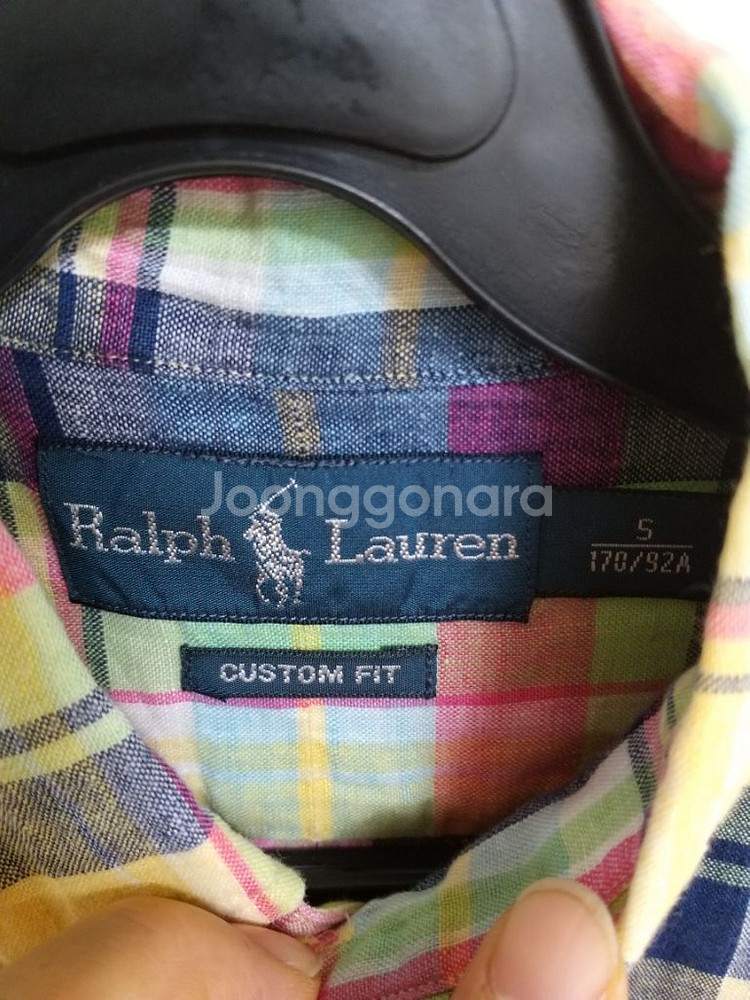 Joonggonara
Ralph Lauren
S
170/92A
CUSTOM FIT